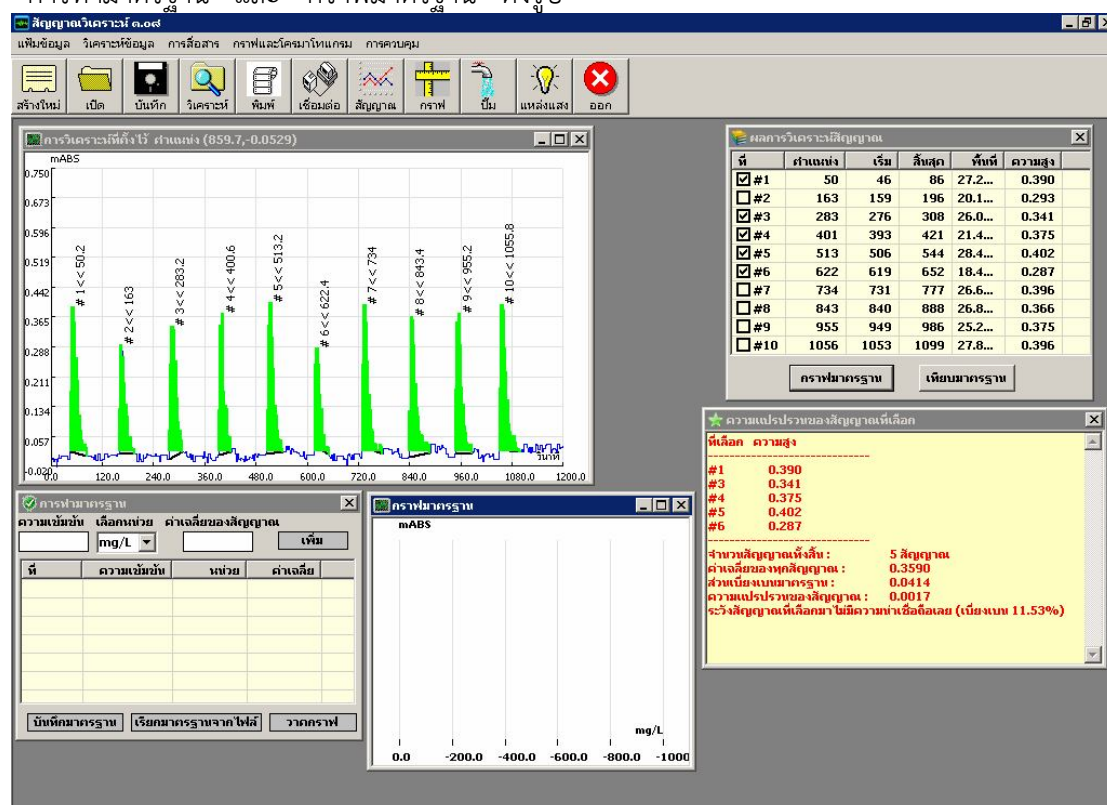 "การทำมาตรฐาน" และ "กราฟมาตรฐาน" ดังรูป
สัญญาณวิเคราะห์ ๓.๐๘
แฟ้มข้อมูล วิเคราะห์ข้อมูล การสื่อสาร กราฟและโครมาโทแกรม การควบคุม
สร้างใหม่ เปิด บันทึก วิเคราะห์ พิมพ์ เชื่อมต่อ สัญญาณ กราฟ ปั๊ม แหล่งแสง ออก
การวิเคราะห์ที่ตั้งไว้ ตำแหน่ง (859.7,-0.0529)
mABS
0.750
0.673
0.596
0.519
0.442
0.365
0.288
0.211
0.134
0.057
-0.020
# 1 << 50.2
# 2 << 163
# 3 << 283.2
# 4 << 400.6
# 5 << 513.2
# 6 << 622.4
# 7 << 734
# 8 << 843.4
# 9 << 955.2
# 10 << 1055.8
วินาที
0.0 120.0 240.0 360.0 480.0 600.0 720.0 840.0 960.0 1080.0 1200.0
ผลการวิเคราะห์สัญญาณ
ที่ ตำแหน่ง เริ่ม สิ้นสุด พื้นที่ ความสูง
#1 50 46 86 27.2... 0.390
#2 163 159 196 20.1... 0.293
#3 283 276 308 26.0... 0.341
#4 401 393 421 21.4... 0.375
#5 513 506 544 28.4... 0.402
#6 622 619 652 18.4... 0.287
#7 734 731 777 26.6... 0.396
#8 843 840 888 26.8... 0.366
#9 955 949 986 25.2... 0.375
#10 1056 1053 1099 27.8... 0.396
กราฟมาตรฐาน เทียบมาตรฐาน
ความแปรปรวนของสัญญาณที่เลือก
ที่เลือก ความสูง
------------------------------
#1 0.390
#3 0.341
#4 0.375
#5 0.402
#6 0.287
------------------------------
จำนวนสัญญาณทั้งสิ้น : 5 สัญญาณ
ค่าเฉลี่ยของทุกสัญญาณ : 0.3590
ส่วนเบี่ยงเบนมาตรฐาน : 0.0414
ความแปรปรวนของสัญญาณ : 0.0017
ระวังสัญญาณที่เลือกมาไม่มีความน่าเชื่อถือเลย (เบี่ยงเบน 11.53%)
การทำมาตรฐาน
ความเข้มข้น เลือกหน่วย ค่าเฉลี่ยของสัญญาณ
mg/L เพิ่ม
ที่ ความเข้มข้น หน่วย ค่าเฉลี่ย
บันทึกมาตรฐาน เรียกมาตรฐานจากไฟล์ วาดกราฟ
กราฟมาตรฐาน
mABS
mg/L
0.0 -200.0 -400.0 -600.0 -800.0 -1000